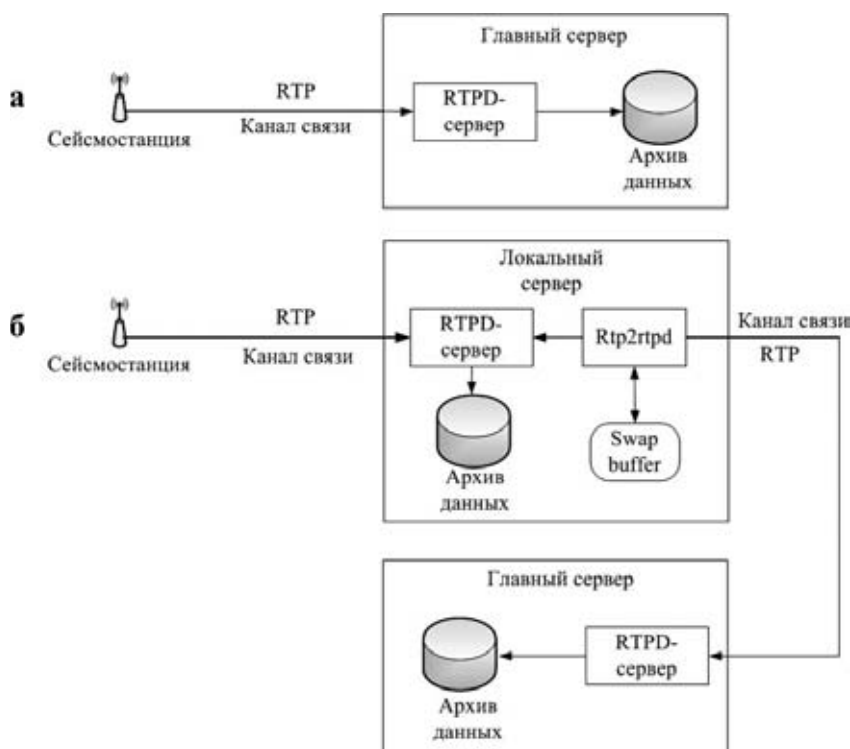 а
Сейсмостанция
RTP
Канал связи
Главный сервер
RTPD-
сервер
Архив
данных
б
Сейсмостанция
RTP
Канал связи
Локальный
сервер
RTPD-
сервер
Архив
данных
Rtp2rtpd
Swap
buffer
Канал связи
RTP
Главный сервер
Архив
данных
RTPD-
сервер